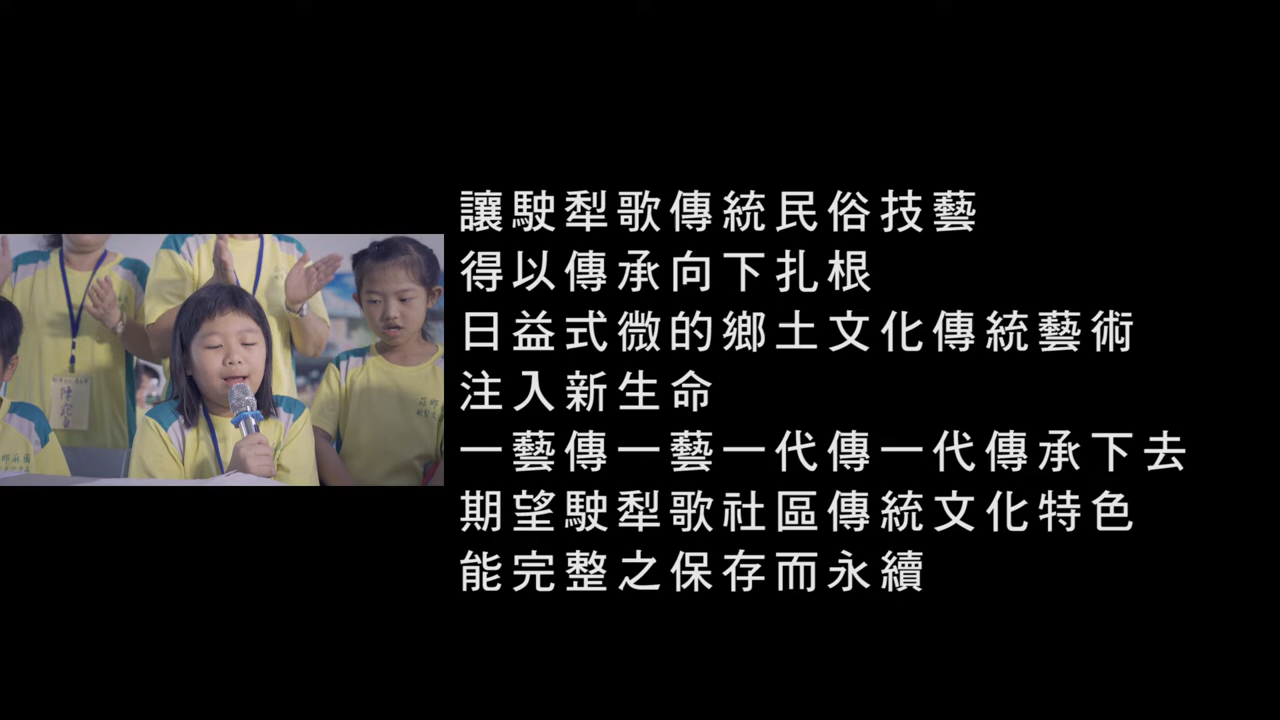 讓駛犁歌傳統民俗技藝
得以傳承向下扎根
日益式微的鄉土文化傳統藝術
注入新生命
一藝傳一藝一代傳一代傳承下去
期望駛犁歌社區傳統文化特色
能完整之保存而永續